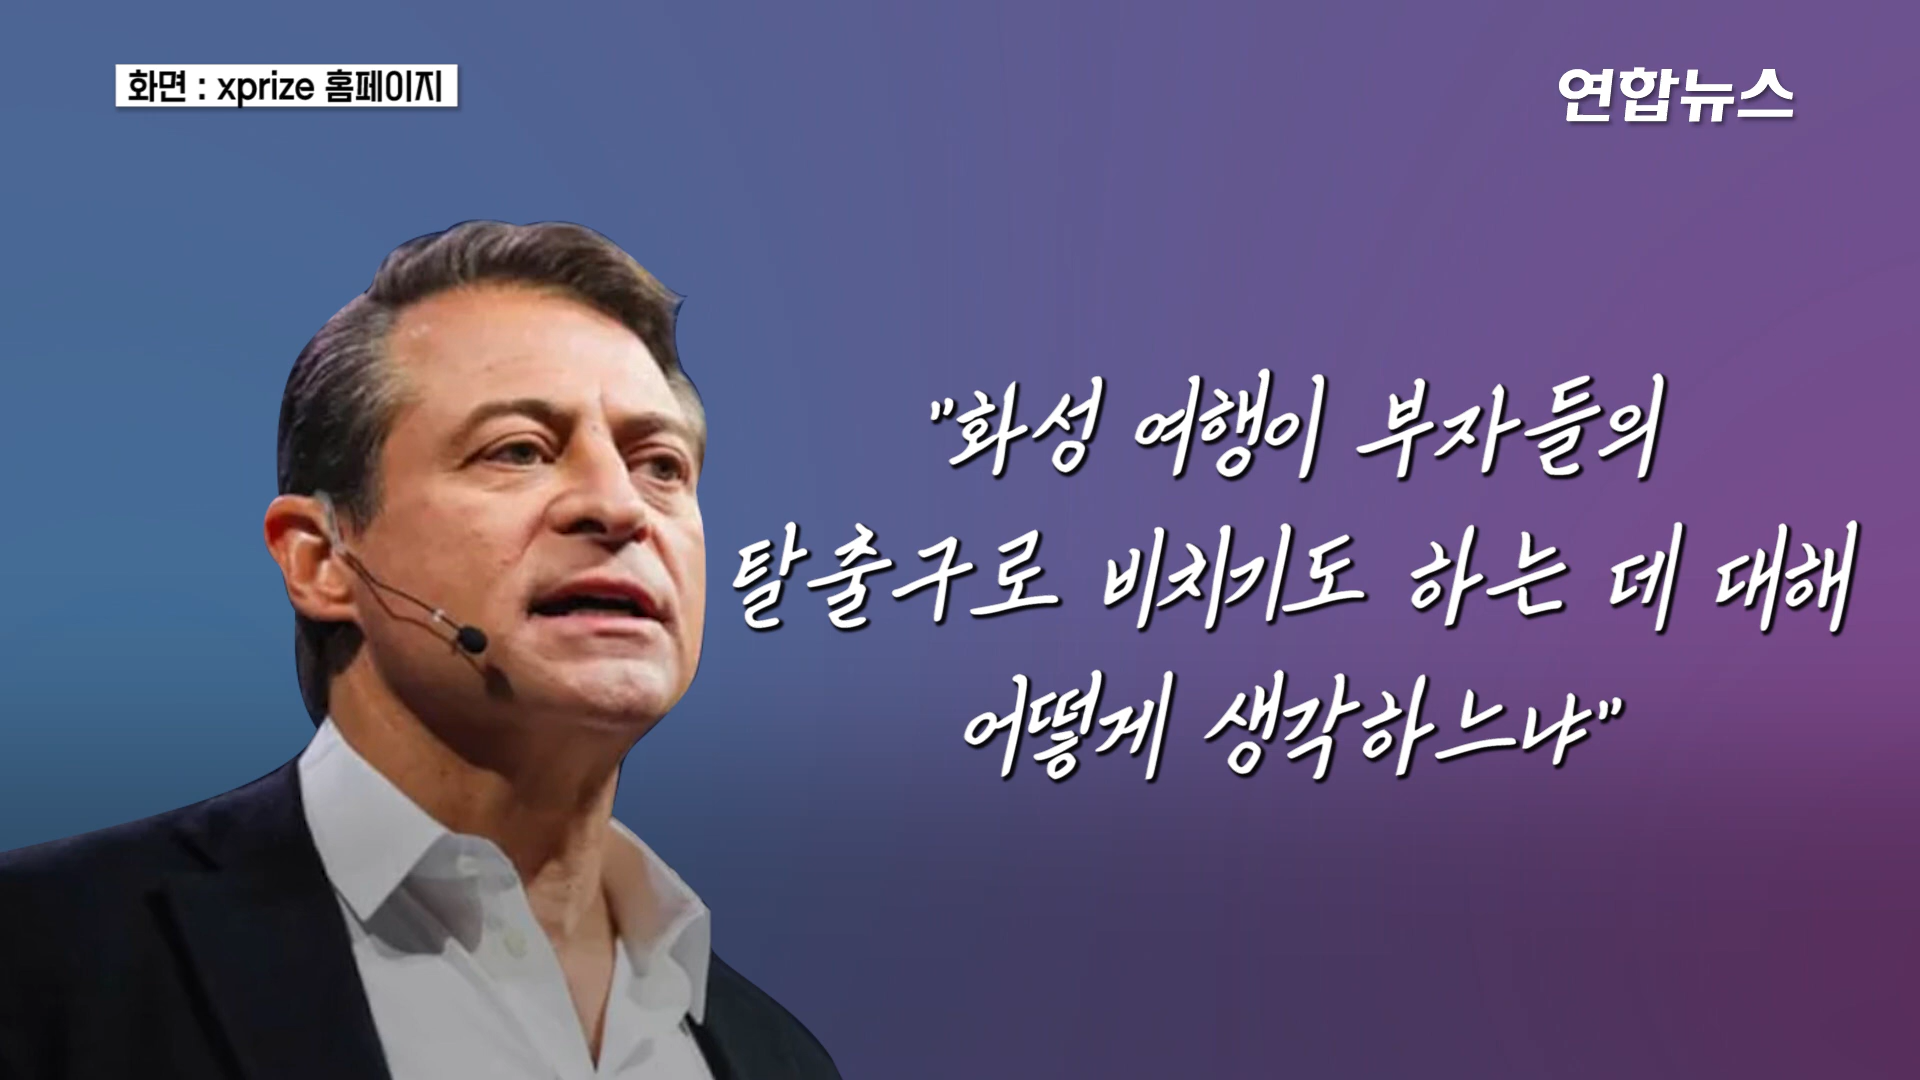 화면 : xprize 홈페이지
연합뉴스
"화성 여행이 부자들의
탈출구로 비치기도 하는 데 대해
어떻게 생각하느냐"